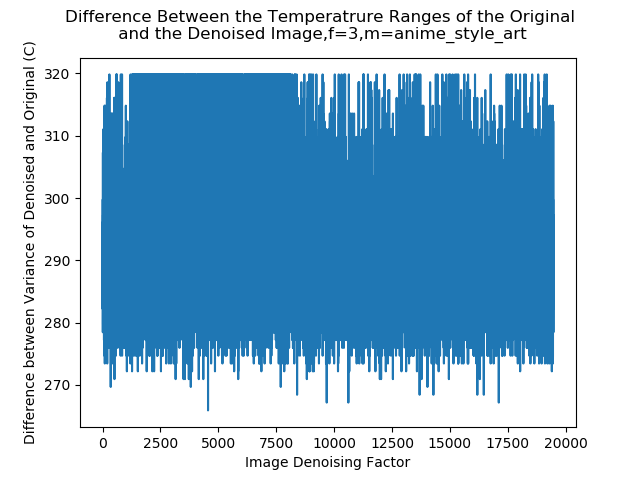 Difference Between the Temperatrure Ranges of the Original
and the Denoised Image,f=3,m=anime_style_art
Difference between Variance of Denoised and Original (C)
320
310
300
290
280
270
0 2500 5000 7500 10000 12500 15000 17500 20000
Image Denoising Factor